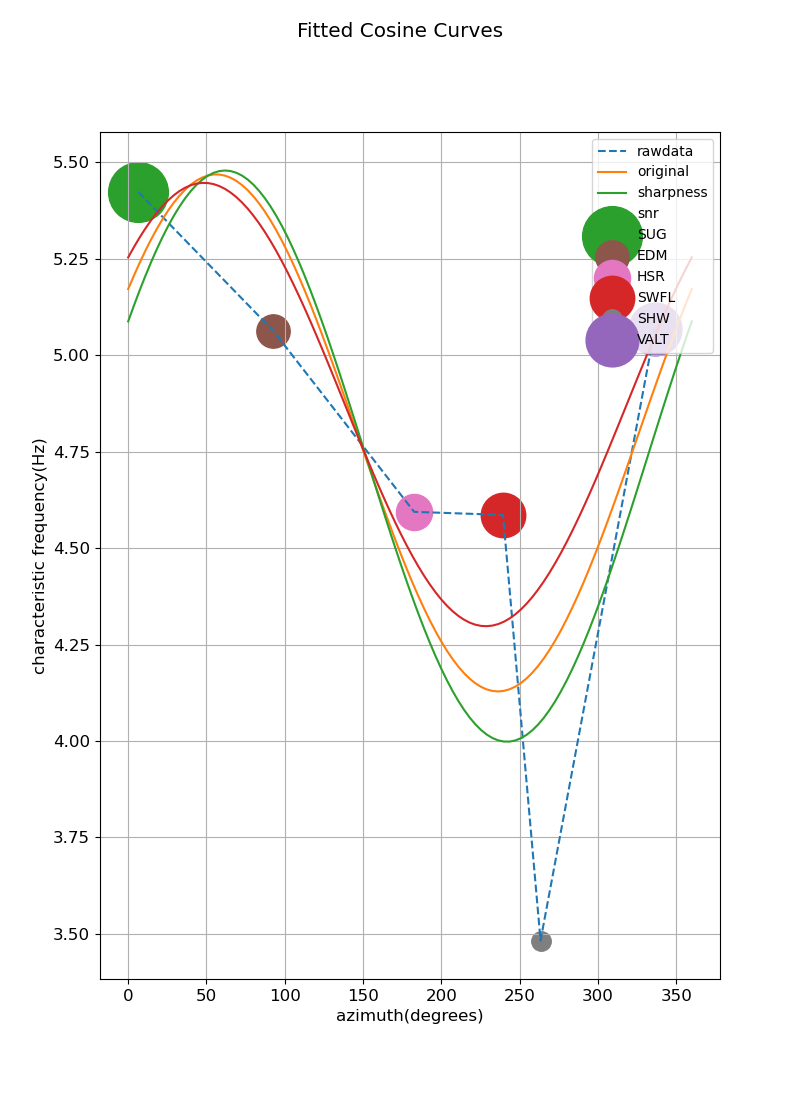 Fitted Cosine Curves
rawdata
original
sharpness
snr
SUG
EDM
HSR
SWFL
SHW
VALT
5.50
5.25
5.00
4.75
4.50
4.25
4.00
3.75
3.50
characteristic frequency(Hz)
0 50 100 150 200 250 300 350
azimuth(degrees)